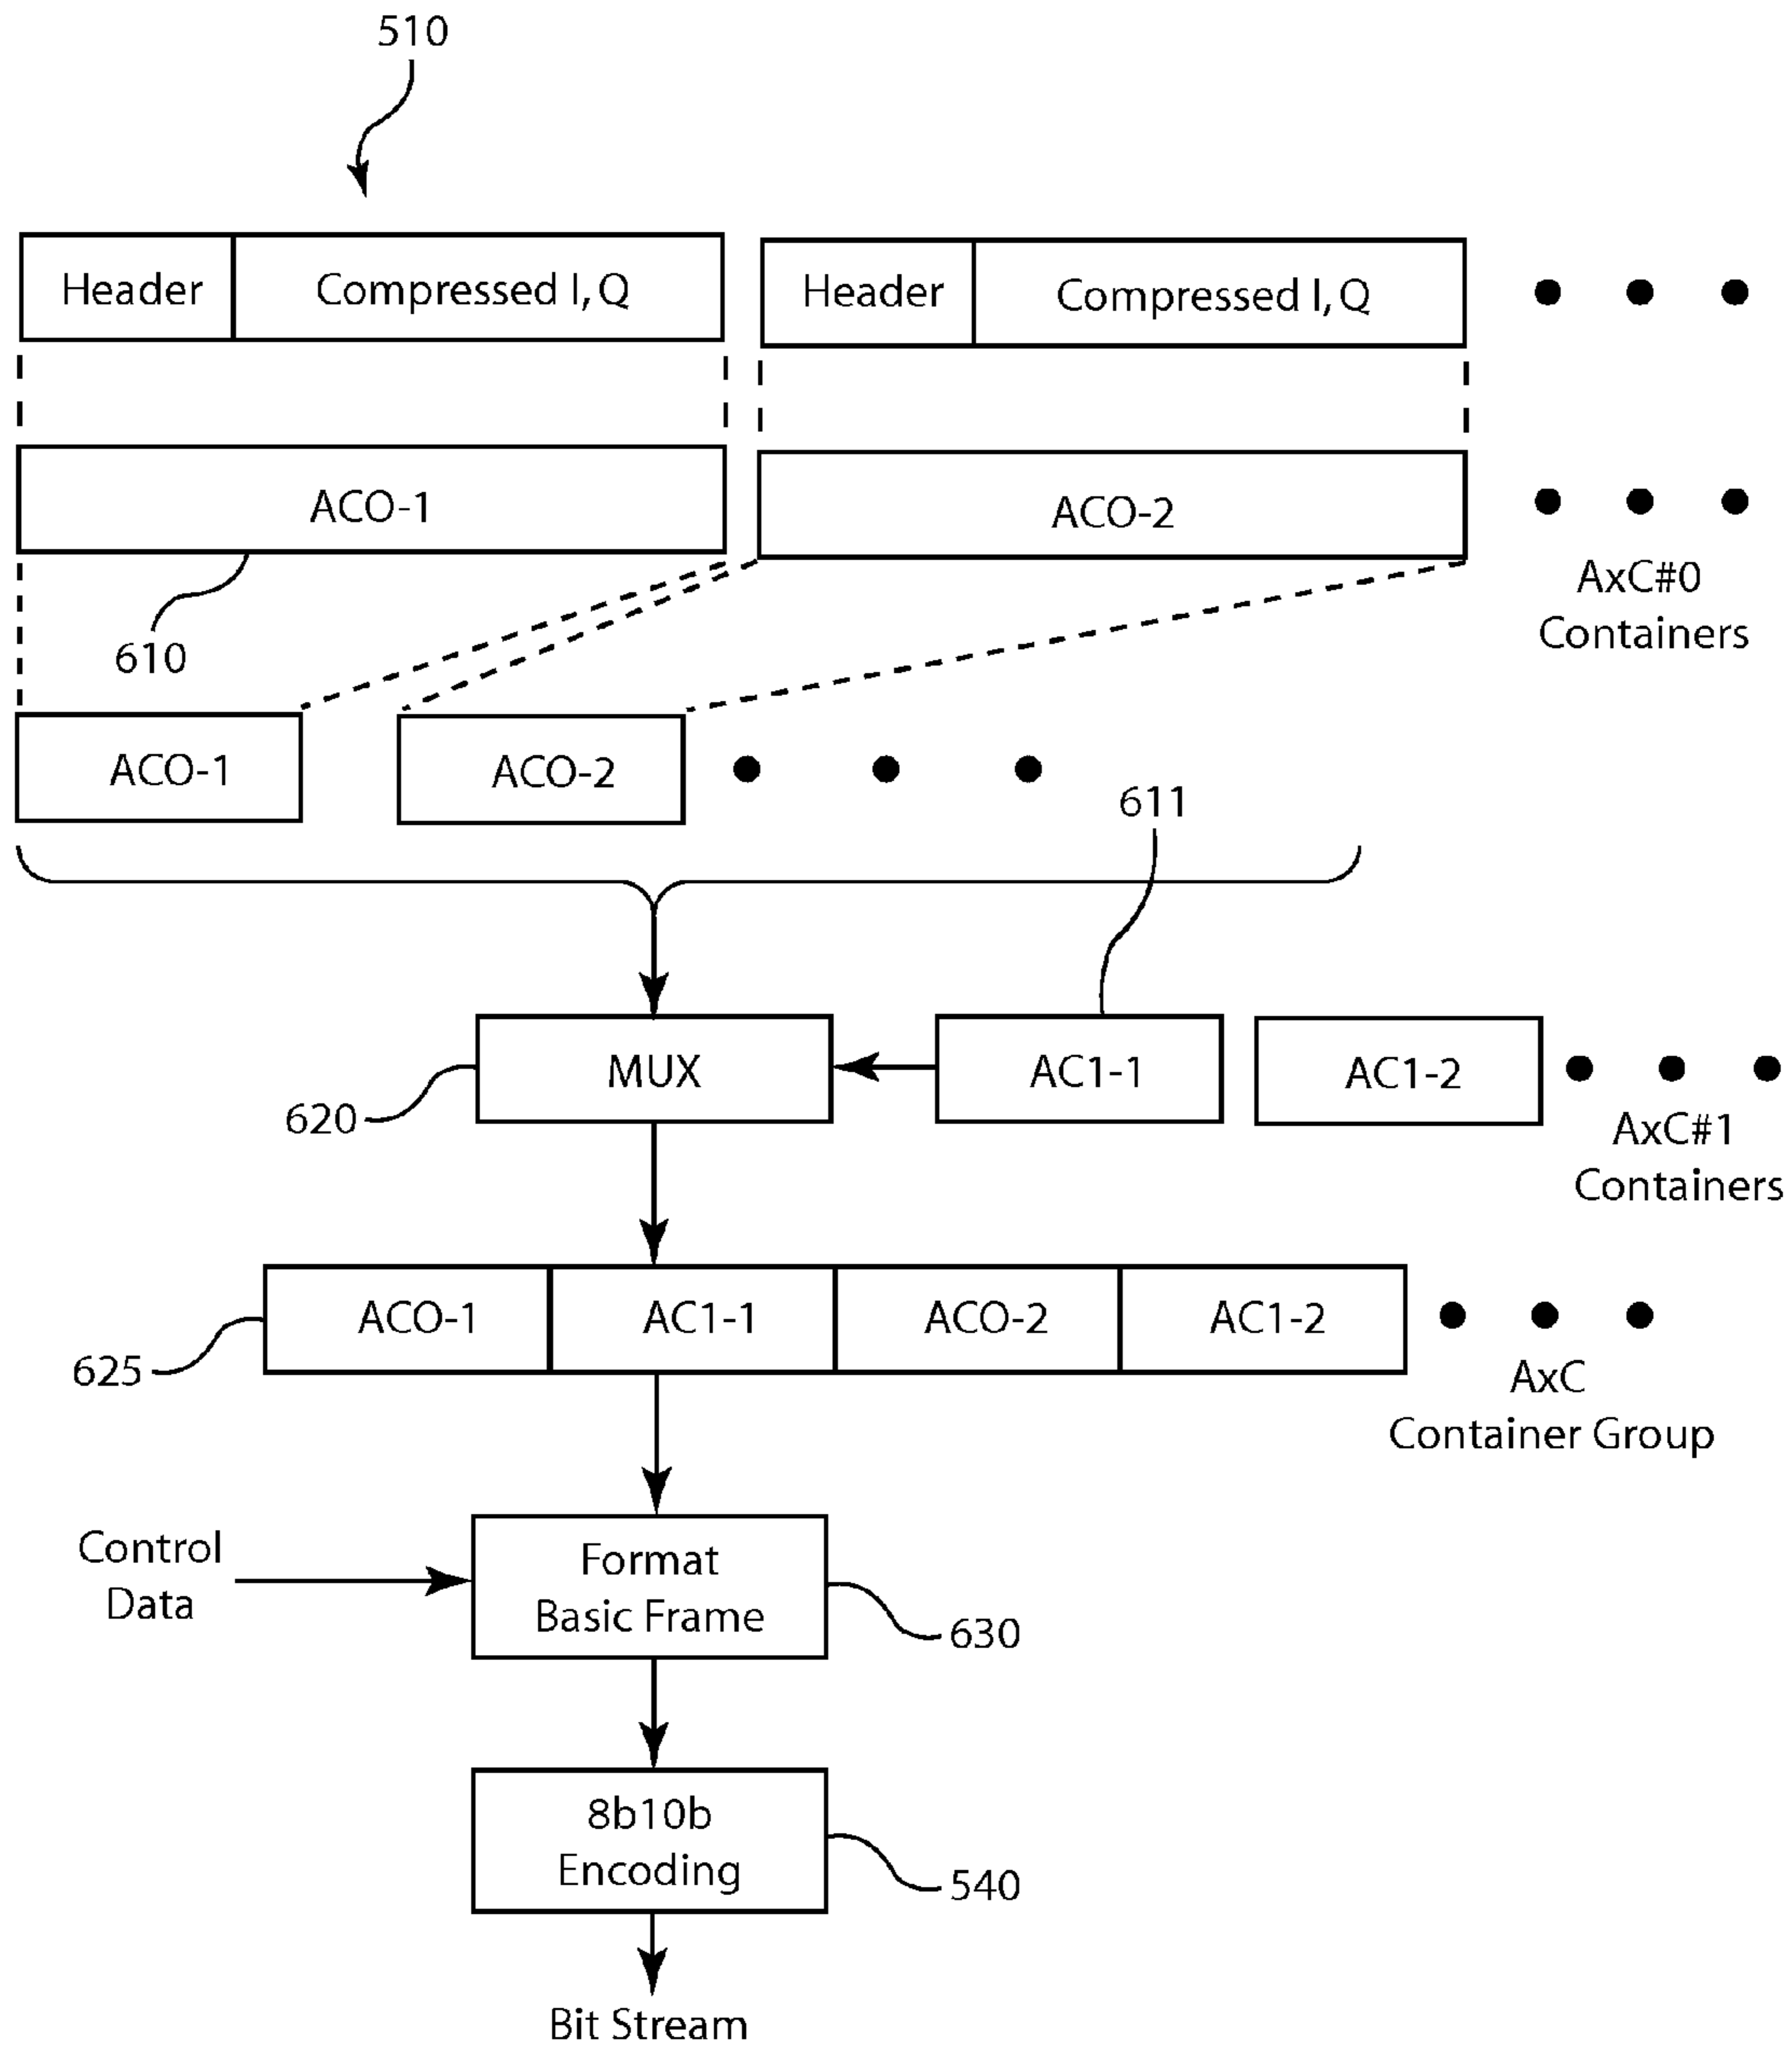 510
Header
Compressed I, Q
Header
Compressed I, Q
ACO-1
ACO-2
AxC#0
Containers
610
ACO-1
ACO-2
611
MUX
AC1-1
AC1-2
620
AxC#1
Containers
ACO-1
AC1-1
ACO-2
AC1-2
625
AxC
Container Group
Control
Data
Format
Basic Frame
630
8b10b
Encoding
540
Bit Stream